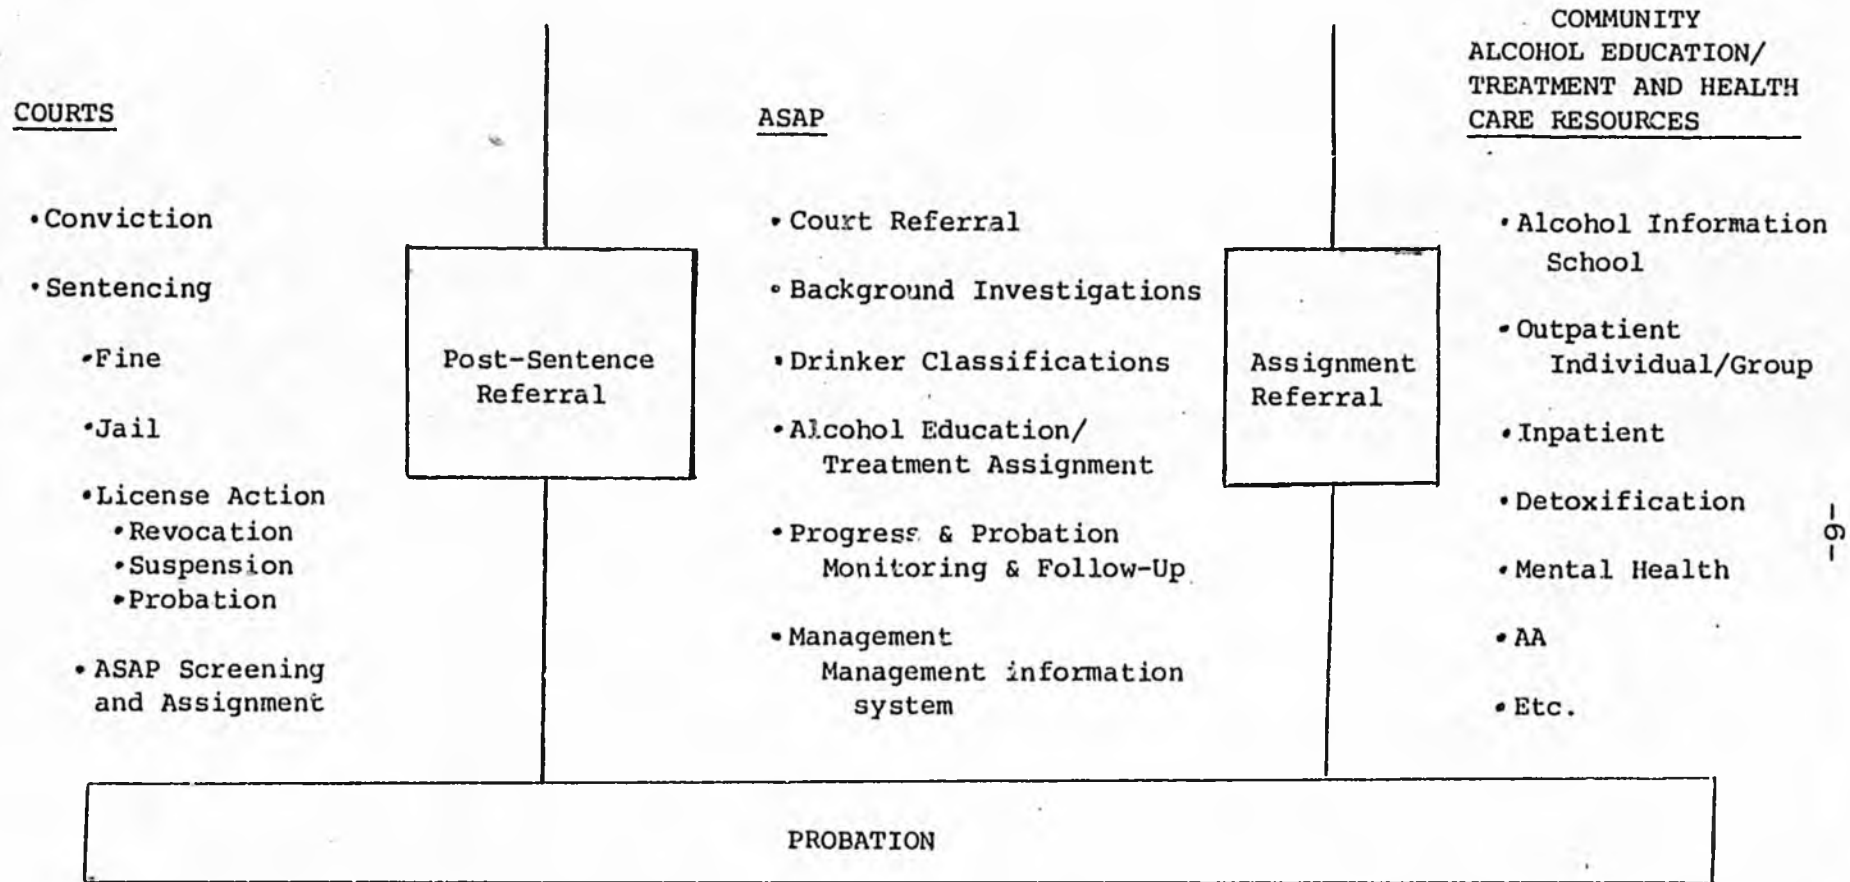 COURTS
• Conviction
• Sentencing
• Fine
• Jail
• License Action
• Revocation
• Suspension
• Probation
• ASAP Screening
and Assignment
Post-Sentence
Referral
ASAP
• Court Referral
• Background Investigations
• Drinker Classifications
• Alcohol Education/
Treatment Assignment
• Progress & Probation
Monitoring & Follow-Up
• Management
Management information
system
Assignment
Referral
COMMUNITY
ALCOHOL EDUCATION/
TREATMENT AND HEALTH
CARE RESOURCES
• Alcohol Information
School
• Outpatient
Individual/Group
• Inpatient
• Detoxification
• Mental Health
• AA
• Etc.
PROBATION
-6-